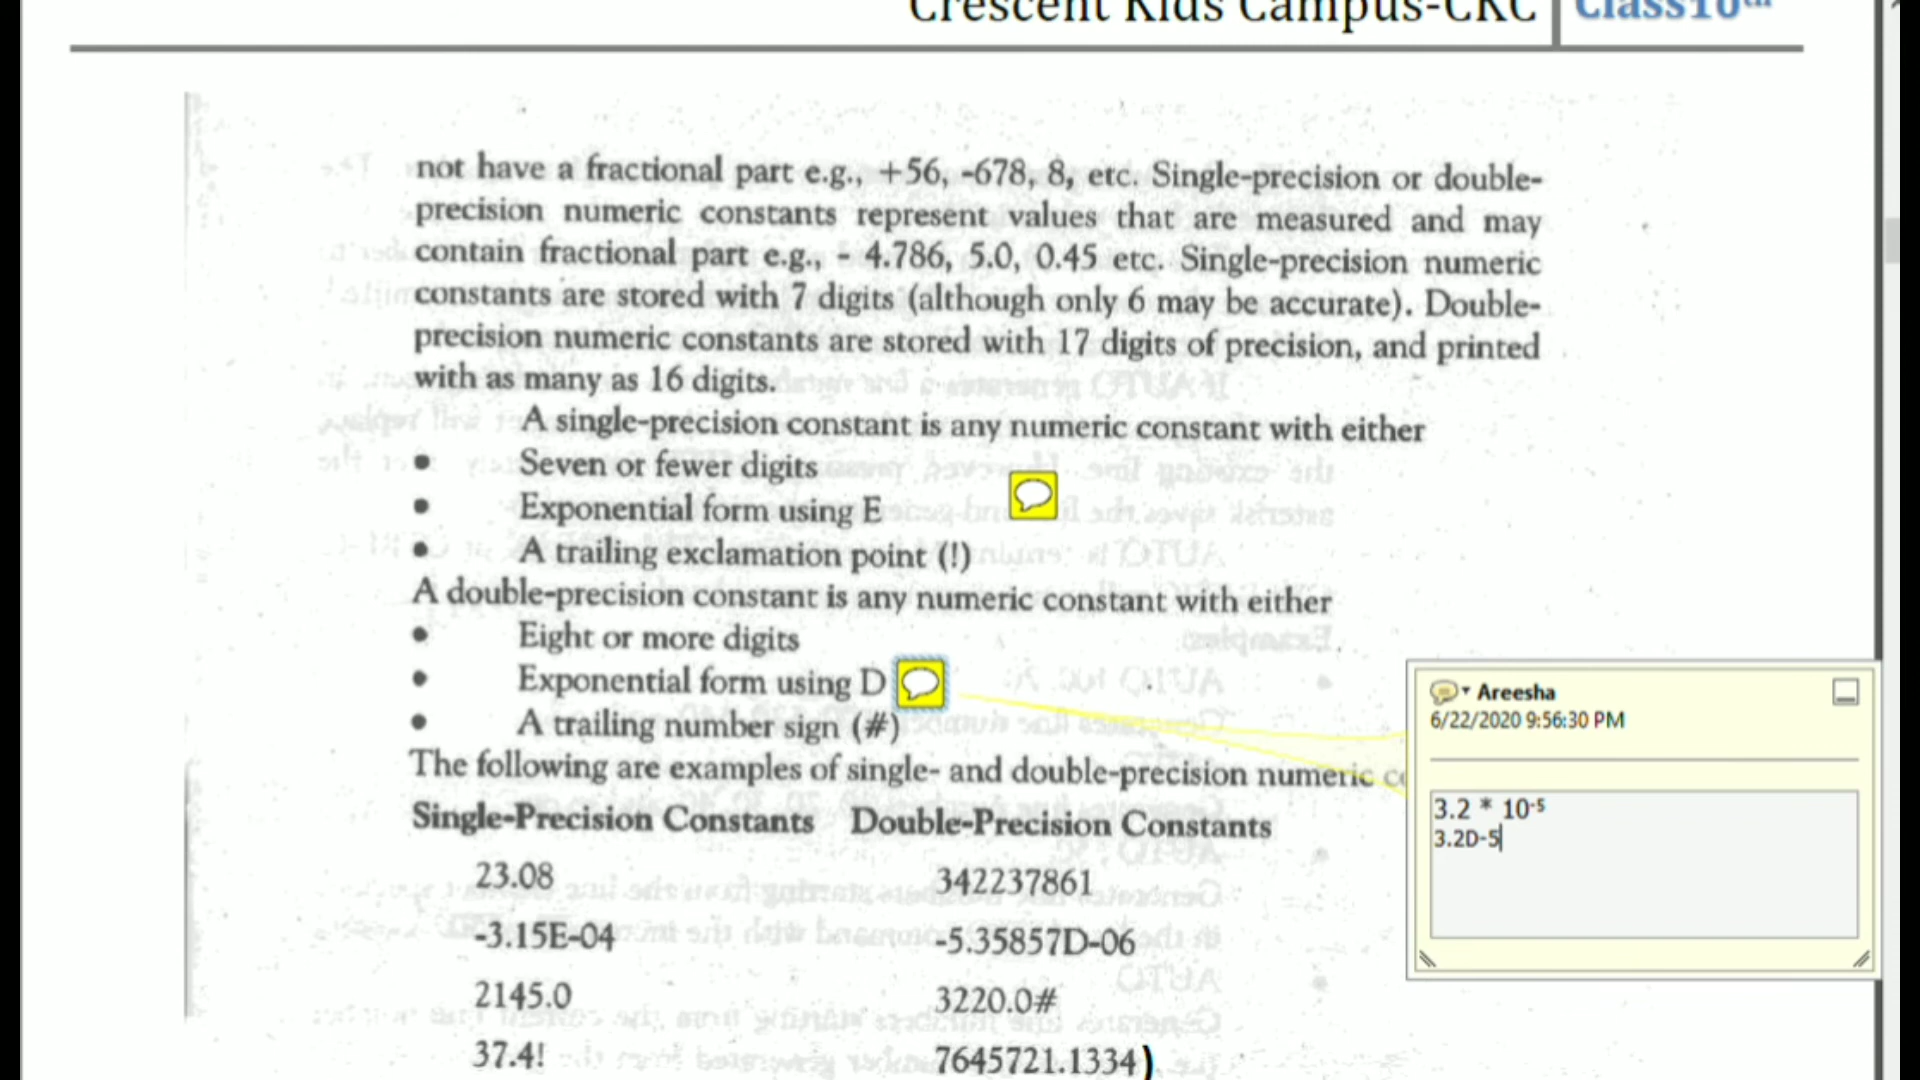 Crescent Kids Campus-CKC Class10th
not have a fractional part e.g., +56, -678, 8, etc. Single-precision or double-
precision numeric constants represent values that are measured and may
contain fractional part e.g., - 4.786, 5.0, 0.45 etc. Single-precision numeric
constants are stored with 7 digits (although only 6 may be accurate). Double-
precision numeric constants are stored with 17 digits of precision, and printed
with as many as 16 digits.
A single-precision constant is any numeric constant with either
• Seven or fewer digits
• Exponential form using E
• A trailing exclamation point (!)
A double-precision constant is any numeric constant with either
• Eight or more digits
• Exponential form using D
• A trailing number sign (#)
The following are examples of single- and double-precision numeric
Single-Precision Constants Double-Precision Constants
23.08 342237861
-3.15E-04 -5.35857D-06
2145.0 3220.0#
37.4! 7645721.1334)
Areesha
6/22/2020 9:56:30 PM
3.2 * 10-5
3.2D-5